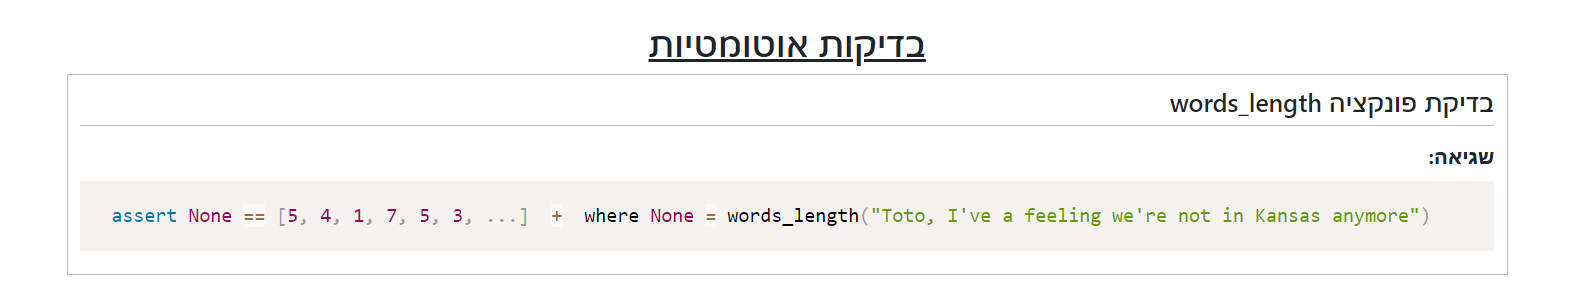 בדיקות אוטומטיות
בדיקת פונקציה words_length
שגיאה:
assert None == [5, 4, 1, 7, 5, 3, ...]  +  where None = words_length("Toto, I've a feeling we're not in Kansas anymore")